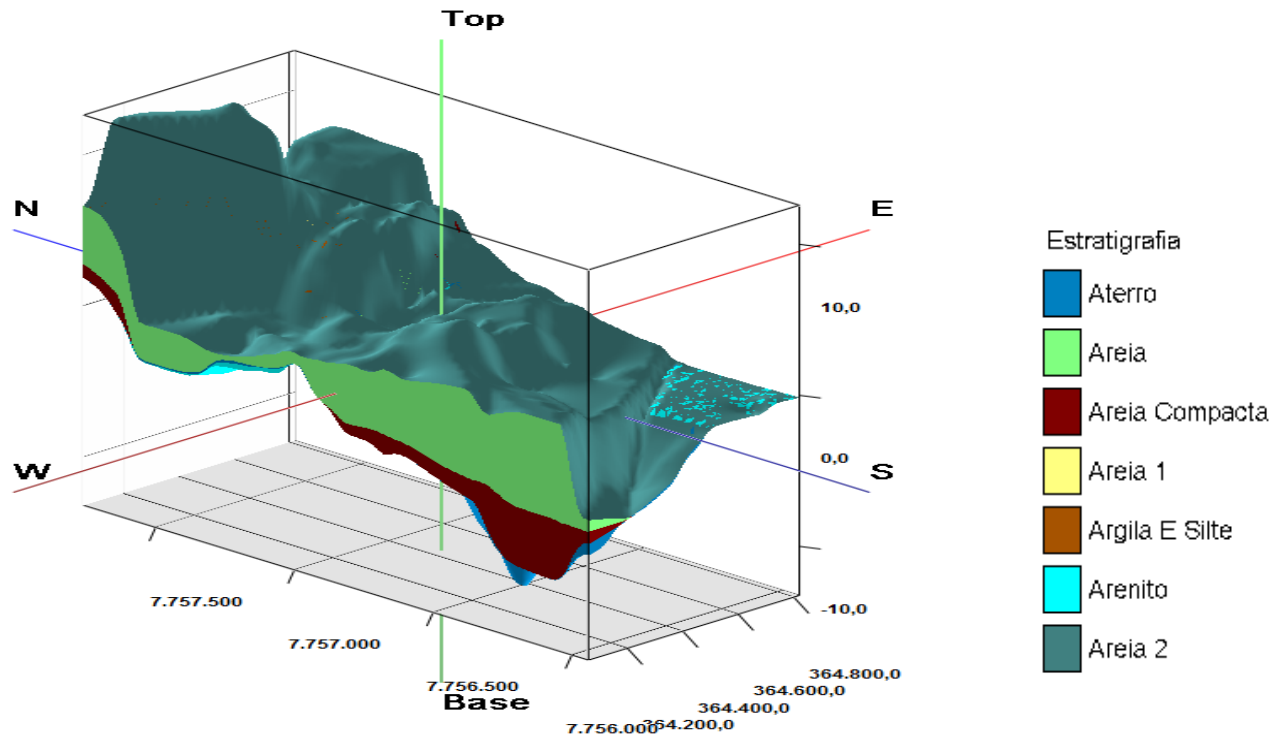 Top
N
E
W
S
10,0
0,0
-10,0
7.757.500
7.757.000
7.756.500
7.756.000
364.800,0
364.600,0
364.400,0
364.200,0
Base
Estratigrafia
Aterro
Areia
Areia Compacta
Areia 1
Argila E Silte
Arenito
Areia 2